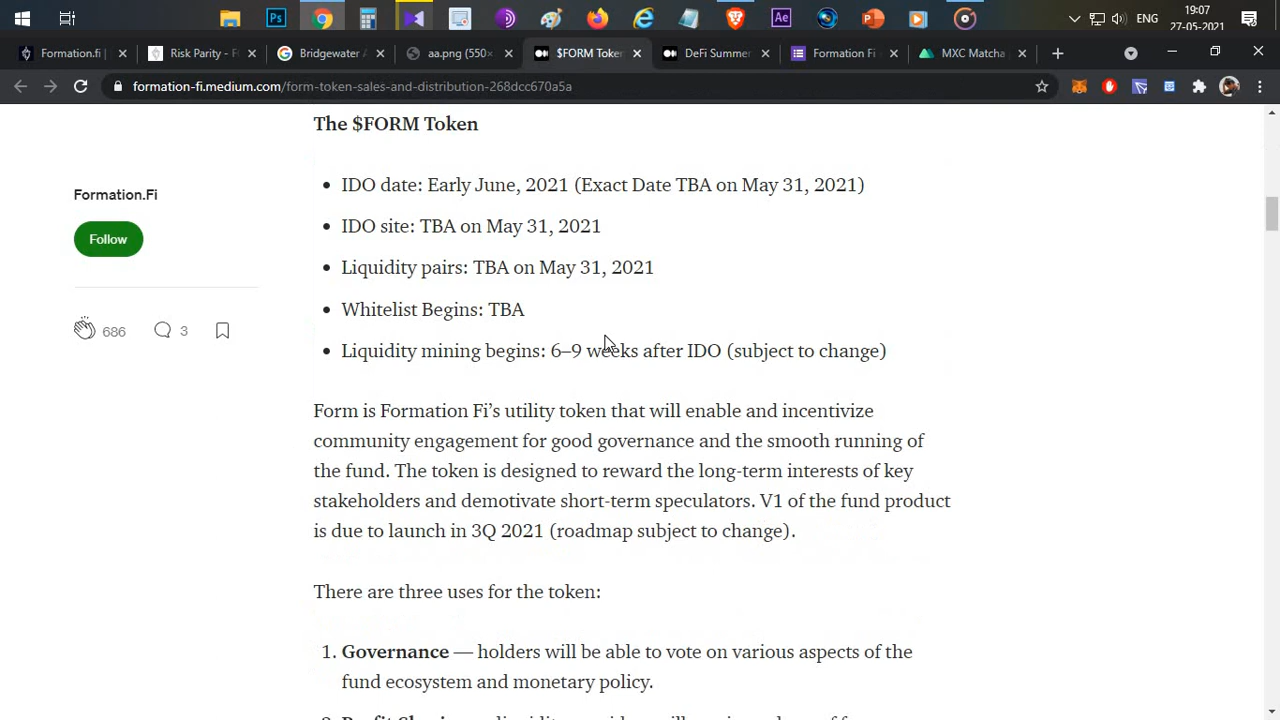 19:07
ENG
27-05-2021
Formation.fi |
Risk Parity - F
Bridgewater A
aa.png (550×
$FORM Token
DeFi Summer
Formation Fi
MXC Matcha
formation-fi.medium.com/form-token-sales-and-distribution-268dcc670a5a
The $FORM Token
Formation.Fi
Follow
686
3
• IDO date: Early June, 2021 (Exact Date TBA on May 31, 2021)
• IDO site: TBA on May 31, 2021
• Liquidity pairs: TBA on May 31, 2021
• Whitelist Begins: TBA
• Liquidity mining begins: 6–9 weeks after IDO (subject to change)
Form is Formation Fi’s utility token that will enable and incentivize
community engagement for good governance and the smooth running of
the fund. The token is designed to reward the long-term interests of key
stakeholders and demotivate short-term speculators. V1 of the fund product
is due to launch in 3Q 2021 (roadmap subject to change).
There are three uses for the token:
1. Governance — holders will be able to vote on various aspects of the
fund ecosystem and monetary policy.